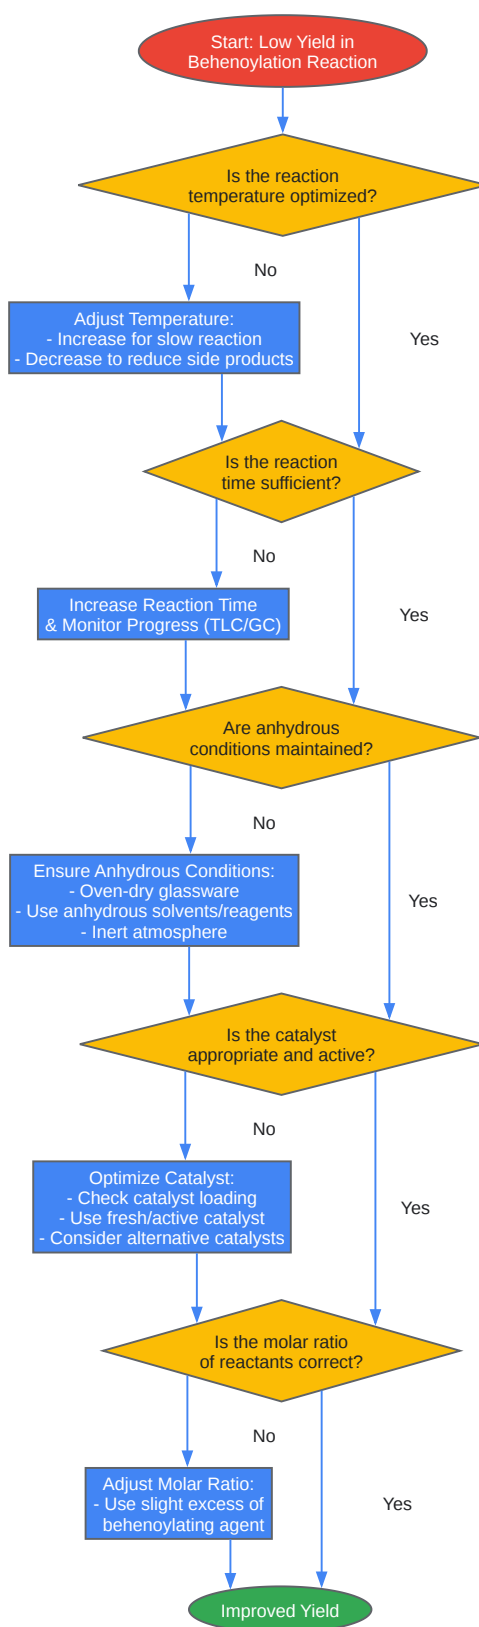 Start: Low Yield in
Behenoylation Reaction
Is the reaction
temperature optimized?
No
Adjust Temperature:
- Increase for slow reaction
- Decrease to reduce side products
Yes
Is the reaction
time sufficient?
No
Increase Reaction Time
& Monitor Progress (TLC/GC)
Yes
Are anhydrous
conditions maintained?
No
Ensure Anhydrous Conditions:
- Oven-dry glassware
- Use anhydrous solvents/reagents
- Inert atmosphere
Yes
Is the catalyst
appropriate and active?
No
Optimize Catalyst:
- Check catalyst loading
- Use fresh/active catalyst
- Consider alternative catalysts
Yes
Is the molar ratio
of reactants correct?
No
Adjust Molar Ratio:
- Use slight excess of
behenoylating agent
Yes
Improved Yield